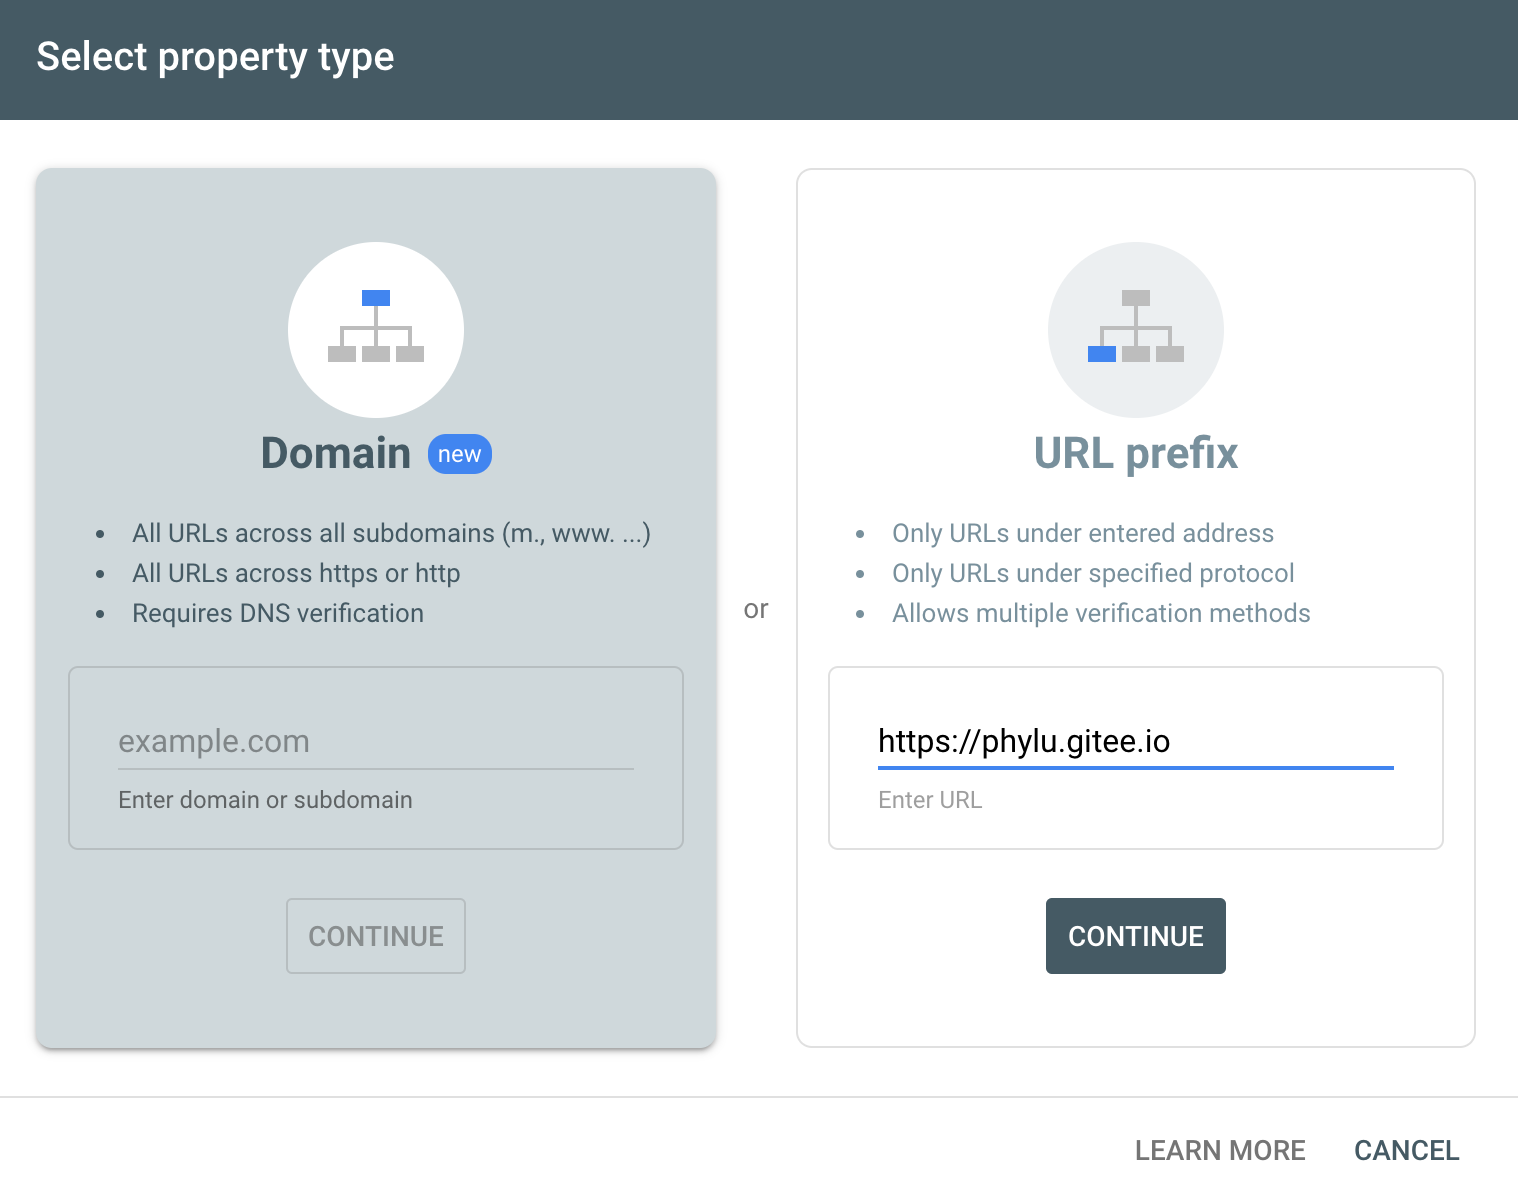 Select property type
Domain new
All URLs across all subdomains (m., www. ...)
All URLs across https or http
Requires DNS verification
example.com
Enter domain or subdomain
CONTINUE
or
URL prefix
Only URLs under entered address
Only URLs under specified protocol
Allows multiple verification methods
https://phylu.gitee.io
Enter URL
CONTINUE
LEARN MORE CANCEL